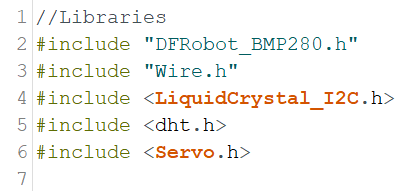 1 //Libraries
2 #include "DFRobot_BMP280.h"
3 #include "Wire.h"
4 #include <LiquidCrystal_I2C.h>
5 #include <dht.h>
6 #include <Servo.h>
7